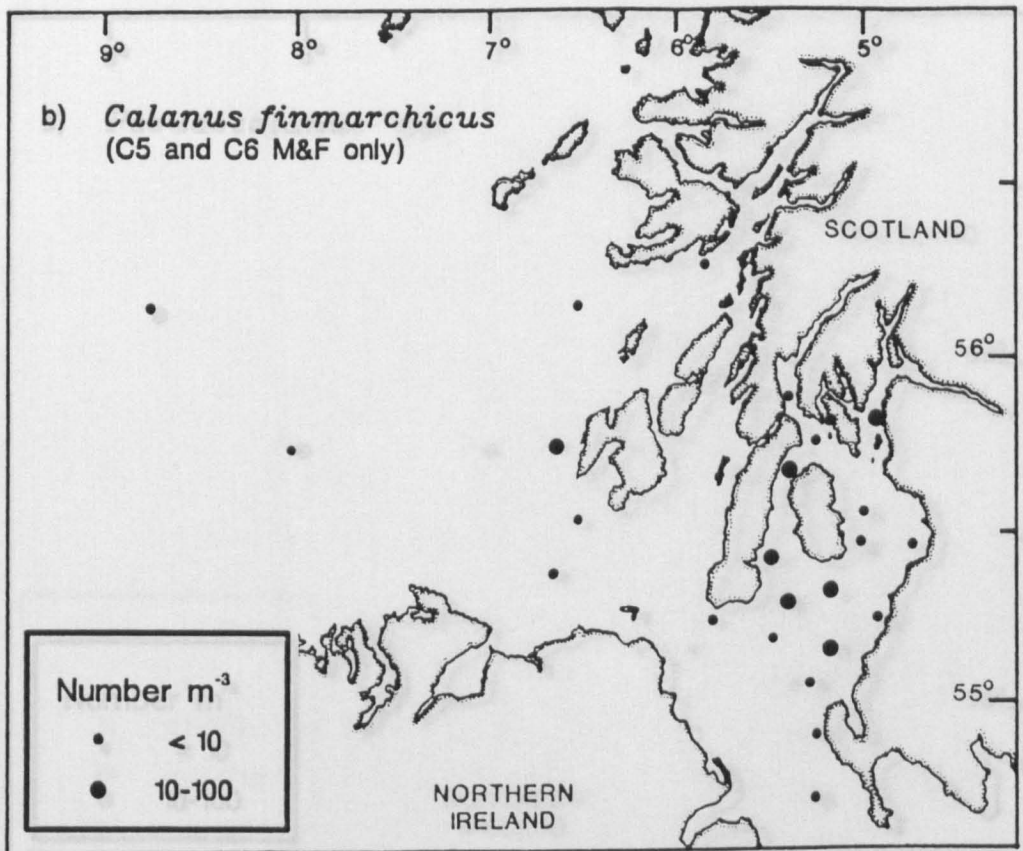 9° 8° 7° 6° 5°
b) Calanus finmarchicus
(C5 and C6 M&F only)
SCOTLAND
56°
55°
Number m⁻³
< 10
10-100
NORTHERN
IRELAND